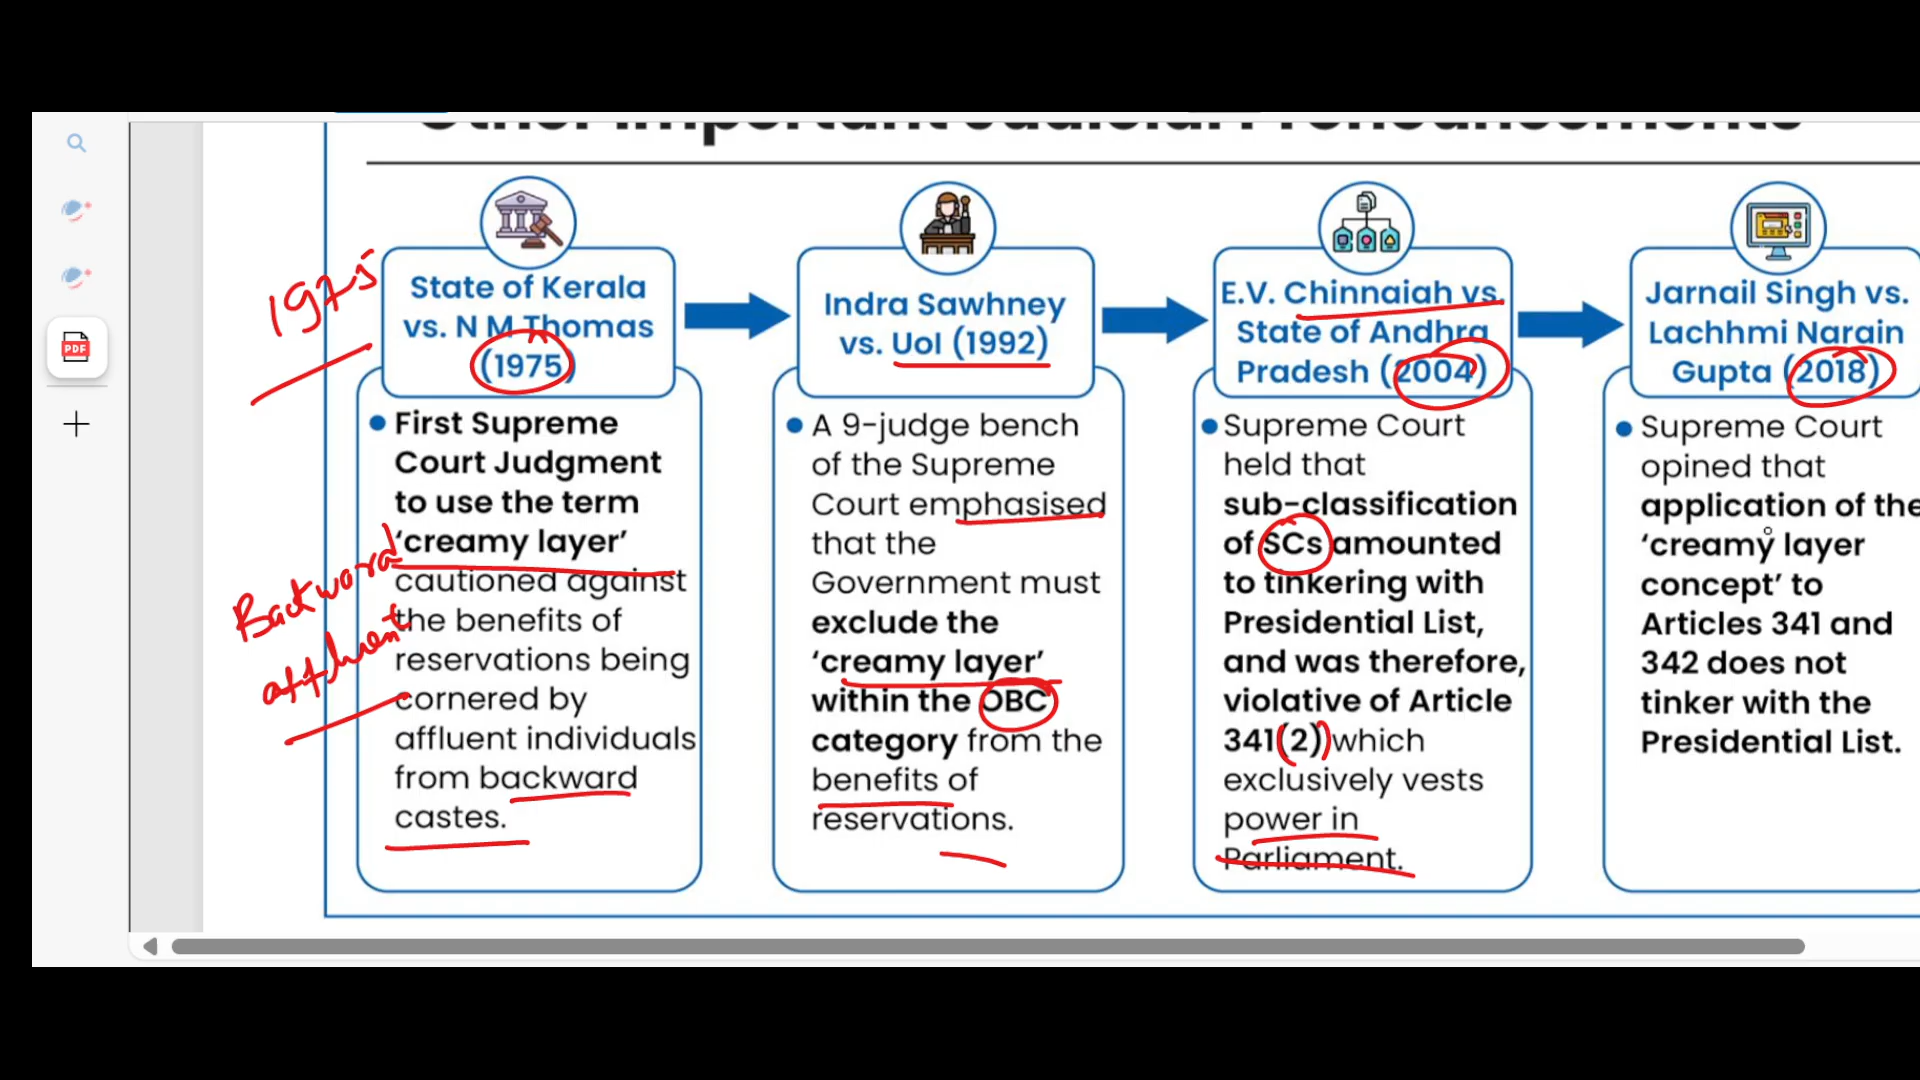 Other Important Judicial Pronouncements
State of Kerala
vs. N M Thomas
(1975)
First Supreme
Court Judgment
to use the term
‘creamy layer’
cautioned against
the benefits of
reservations being
cornered by
affluent individuals
from backward
castes.
Indra Sawhney
vs. UoI (1992)
A 9-judge bench
of the Supreme
Court emphasised
that the
Government must
exclude the
‘creamy layer’
within the OBC
category from the
benefits of
reservations.
E.V. Chinnaiah vs.
State of Andhra
Pradesh (2004)
Supreme Court
held that
sub-classification
of SCs amounted
to tinkering with
Presidential List,
and was therefore,
violative of Article
341(2) which
exclusively vests
power in
Parliament.
Jarnail Singh vs.
Lachhmi Narain
Gupta (2018)
Supreme Court
opined that
application of the
‘creamy layer
concept’ to
Articles 341 and
342 does not
tinker with the
Presidential List.
1975
Backward
affluent
PDF